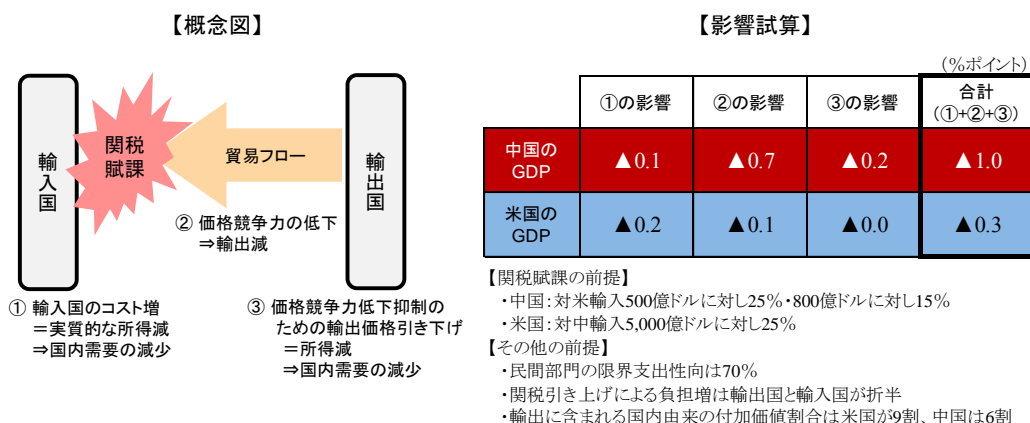 【概念図】
輸入国
関税
賦課
貿易フロー
輸出国
② 価格競争力の低下
⇒輸出減
① 輸入国のコスト増
＝実質的な所得減
⇒国内需要の減少
③ 価格競争力低下抑制の
ための輸出価格引き下げ
＝所得減
⇒国内需要の減少
【影響試算】
（％ポイント）
①の影響 ②の影響 ③の影響 合計
（①+②+③）
中国の
GDP ▲0.1 ▲0.7 ▲0.2 ▲1.0
米国の
GDP ▲0.2 ▲0.1 ▲0.0 ▲0.3
【関税賦課の前提】
・中国：対米輸入500億ドルに対し25%・800億ドルに対し15%
・米国：対中輸入5,000億ドルに対し25%
【その他の前提】
・民間部門の限界支出性向は70%
・関税引き上げによる負担増は輸出国と輸入国が折半
・輸出に含まれる国内由来の付加価値割合は米国が9割、中国は6割